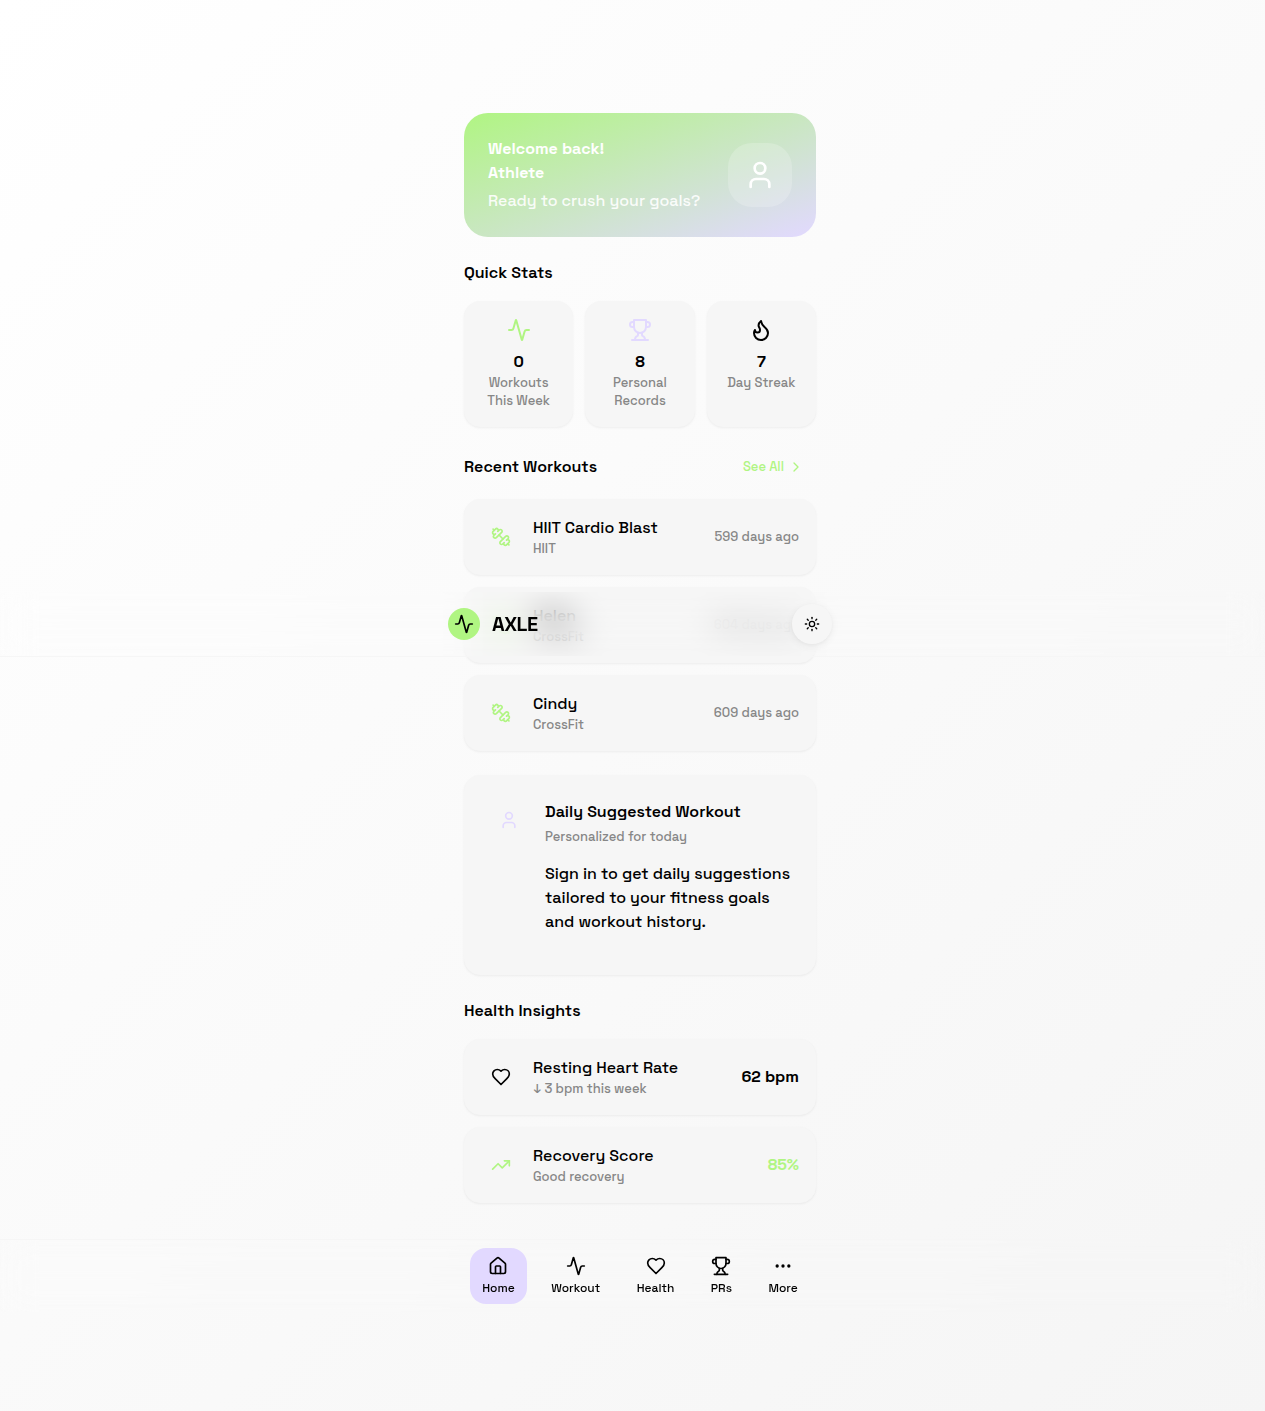 Welcome back!
Athlete
Ready to crush your goals?
Quick Stats
0
Workouts
This Week
8
Personal
Records
7
Day Streak
Recent Workouts
See All
HIIT Cardio Blast
HIIT
599 days ago
AXLE
Helen
CrossFit
Cindy
CrossFit
609 days ago
Daily Suggested Workout
Personalized for today
Sign in to get daily suggestions
tailored to your fitness goals
and workout history.
Health Insights
Resting Heart Rate
↓ 3 bpm this week
62 bpm
Recovery Score
Good recovery
85%
Home
Workout
Health
PRs
More